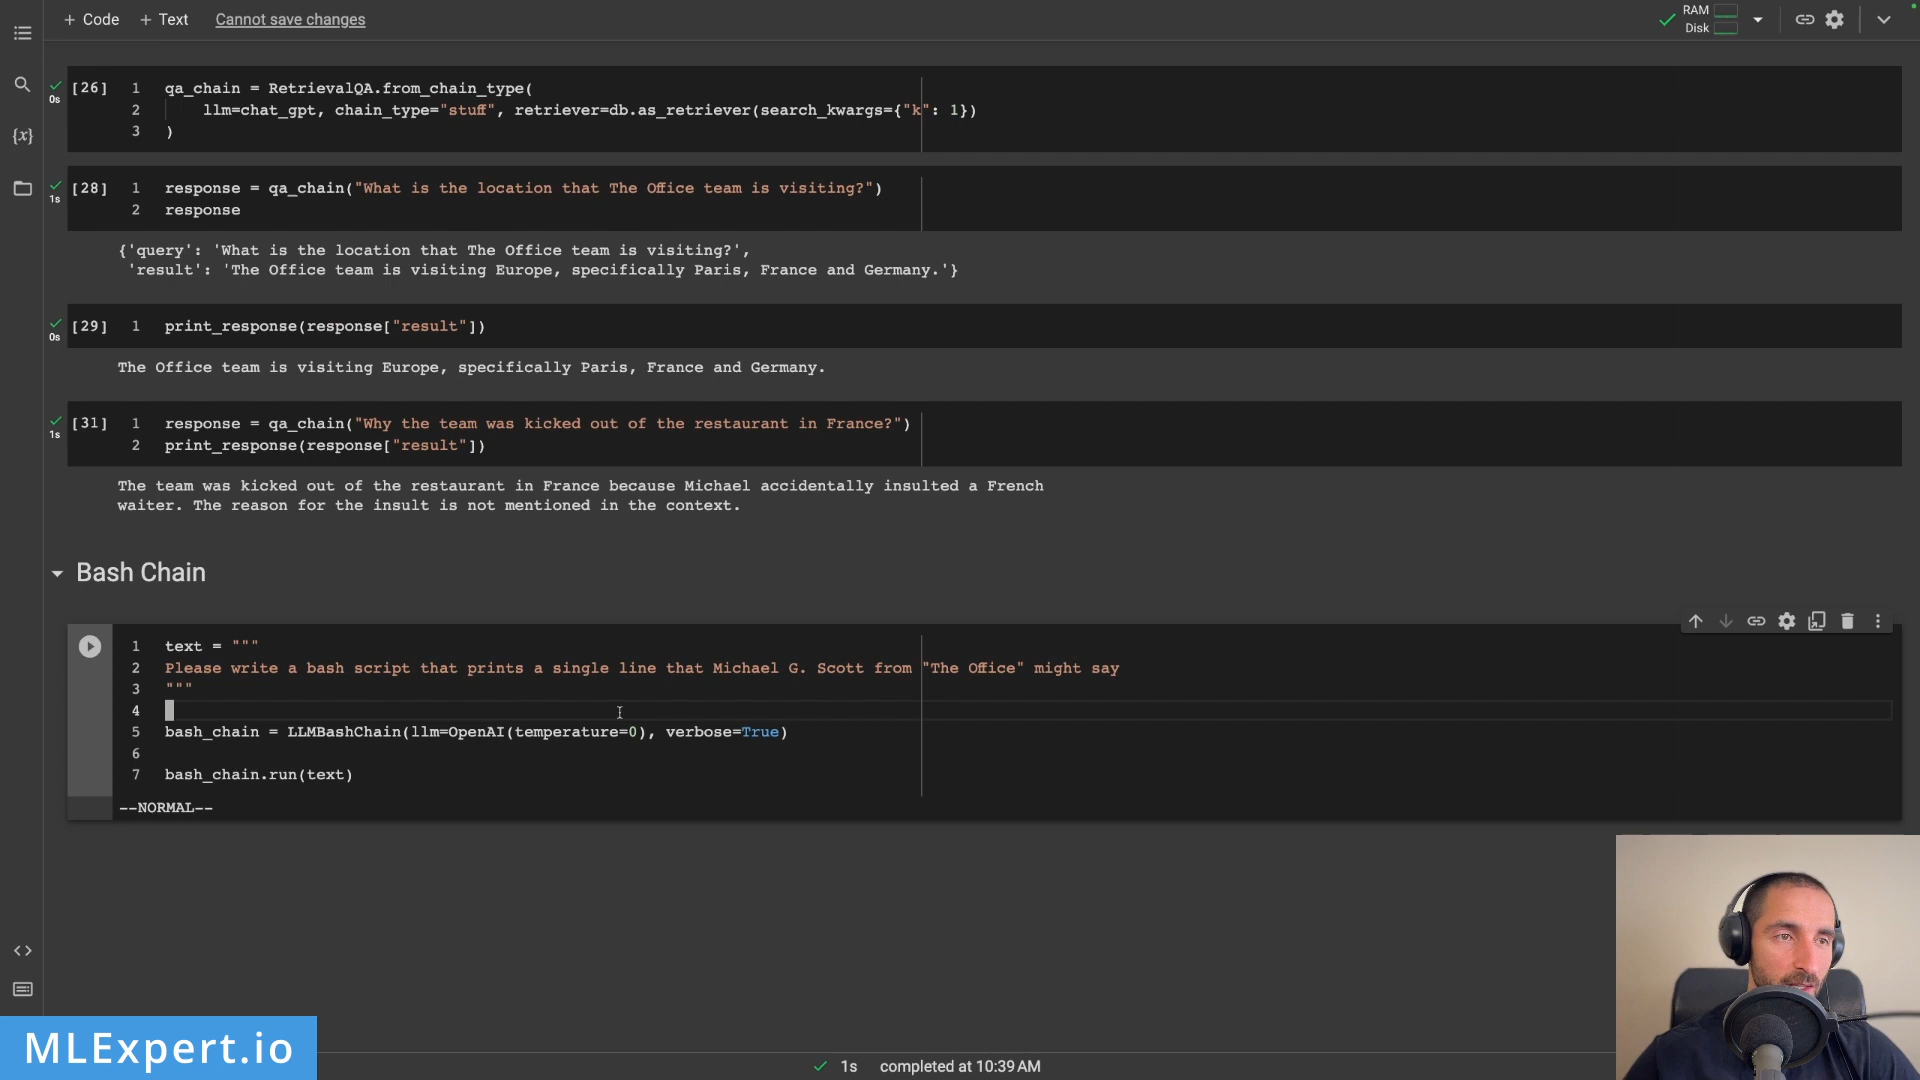 + Code + Text Cannot save changes
RAM
Disk
[26] 1 qa_chain = RetrievalQA.from_chain_type(
2 llm=chat_gpt, chain_type="stuff", retriever=db.as_retriever(search_kwargs={"k": 1})
3 )
0s
[28] 1 response = qa_chain("What is the location that The Office team is visiting?")
1s
2 response
{'query': 'What is the location that The Office team is visiting?',
'result': 'The Office team is visiting Europe, specifically Paris, France and Germany.'}
[29] 1 print_response(response["result"])
0s
The Office team is visiting Europe, specifically Paris, France and Germany.
[31] 1 response = qa_chain("Why the team was kicked out of the restaurant in France?")
1s
2 print_response(response["result"])
The team was kicked out of the restaurant in France because Michael accidentally insulted a French
waiter. The reason for the insult is not mentioned in the context.
Bash Chain
1 text = """
2 Please write a bash script that prints a single line that Michael G. Scott from "The Office" might say
3 """
4
5 bash_chain = LLMBashChain(llm=OpenAI(temperature=0), verbose=True)
6
7 bash_chain.run(text)
--NORMAL--
MLExpert.io
1s completed at 10:39 AM